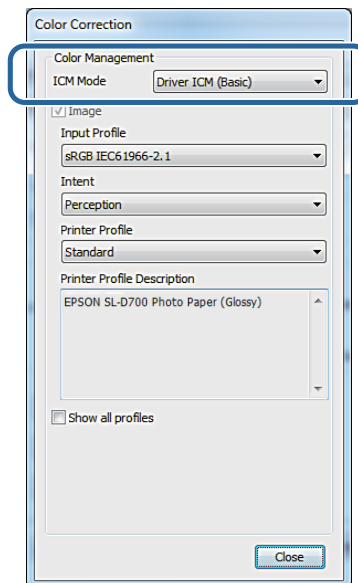 Color Correction
Color Management
ICM Mode Driver ICM (Basic)
Image
Input Profile
sRGB IEC61966-2.1
Intent
Perception
Printer Profile
Standard
Printer Profile Description
EPSON SL-D700 Photo Paper (Glossy)
Show all profiles
Close